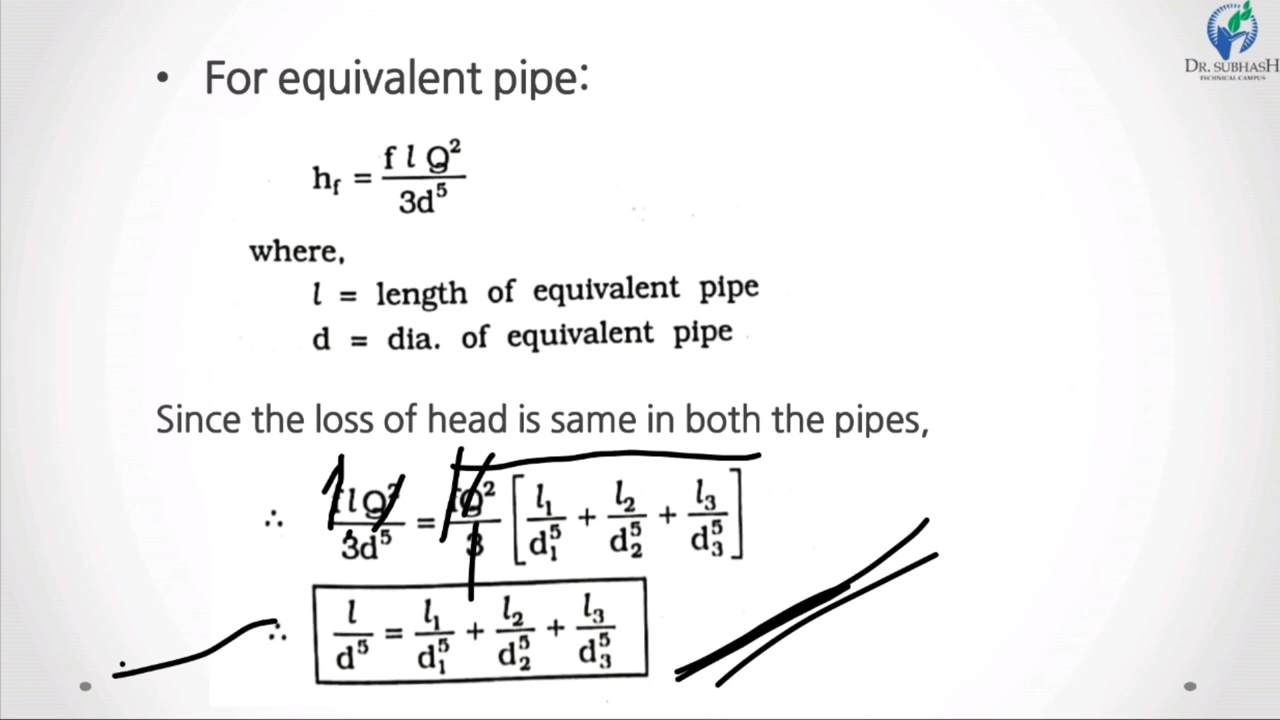 DR. SUBHASH
TECHNICAL CAMPUS
• For equivalent pipe:
h_f = f l Q² / 3d⁵
where,
l = length of equivalent pipe
d = dia. of equivalent pipe
Since the loss of head is same in both the pipes,
∴ f l Q² / 3d⁵ = fQ² / 3 [ l₁ / d₁⁵ + l₂ / d₂⁵ + l₃ / d₃⁵ ]
∴ l / d⁵ = l₁ / d₁⁵ + l₂ / d₂⁵ + l₃ / d₃⁵